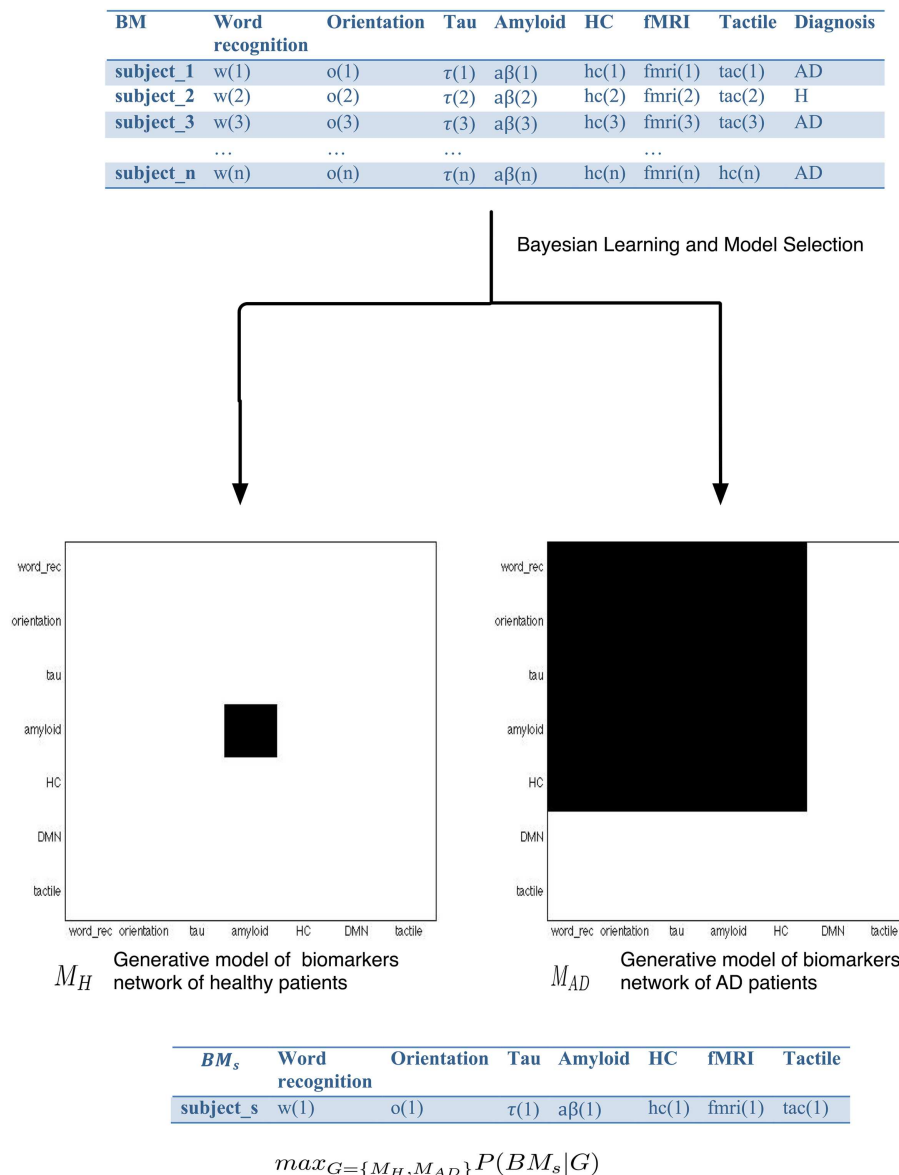 BM Word recognition Orientation Tau Amyloid HC fMRI Tactile Diagnosis
subject_1 w(1) o(1) τ(1) aβ(1) hc(1) fmri(1) tac(1) AD
subject_2 w(2) o(2) τ(2) aβ(2) hc(2) fmri(2) tac(2) H
subject_3 w(3) o(3) τ(3) aβ(3) hc(3) fmri(3) tac(3) AD
… … … …
subject_n w(n) o(n) τ(n) aβ(n) hc(n) fmri(n) hc(n) AD
Bayesian Learning and Model Selection
word_rec
orientation
tau
amyloid
HC
DMN
tactile
word_rec orientation tau amyloid HC DMN tactile
M_H Generative model of biomarkers
network of healthy patients
word_rec
orientation
tau
amyloid
HC
DMN
tactile
word_rec orientation tau amyloid HC DMN tactile
M_AD Generative model of biomarkers
network of AD patients
BM_s Word recognition Orientation Tau Amyloid HC fMRI Tactile
subject_s w(1) o(1) τ(1) aβ(1) hc(1) fmri(1) tac(1)
max_{G={M_H,M_AD}} P(BM_s|G)